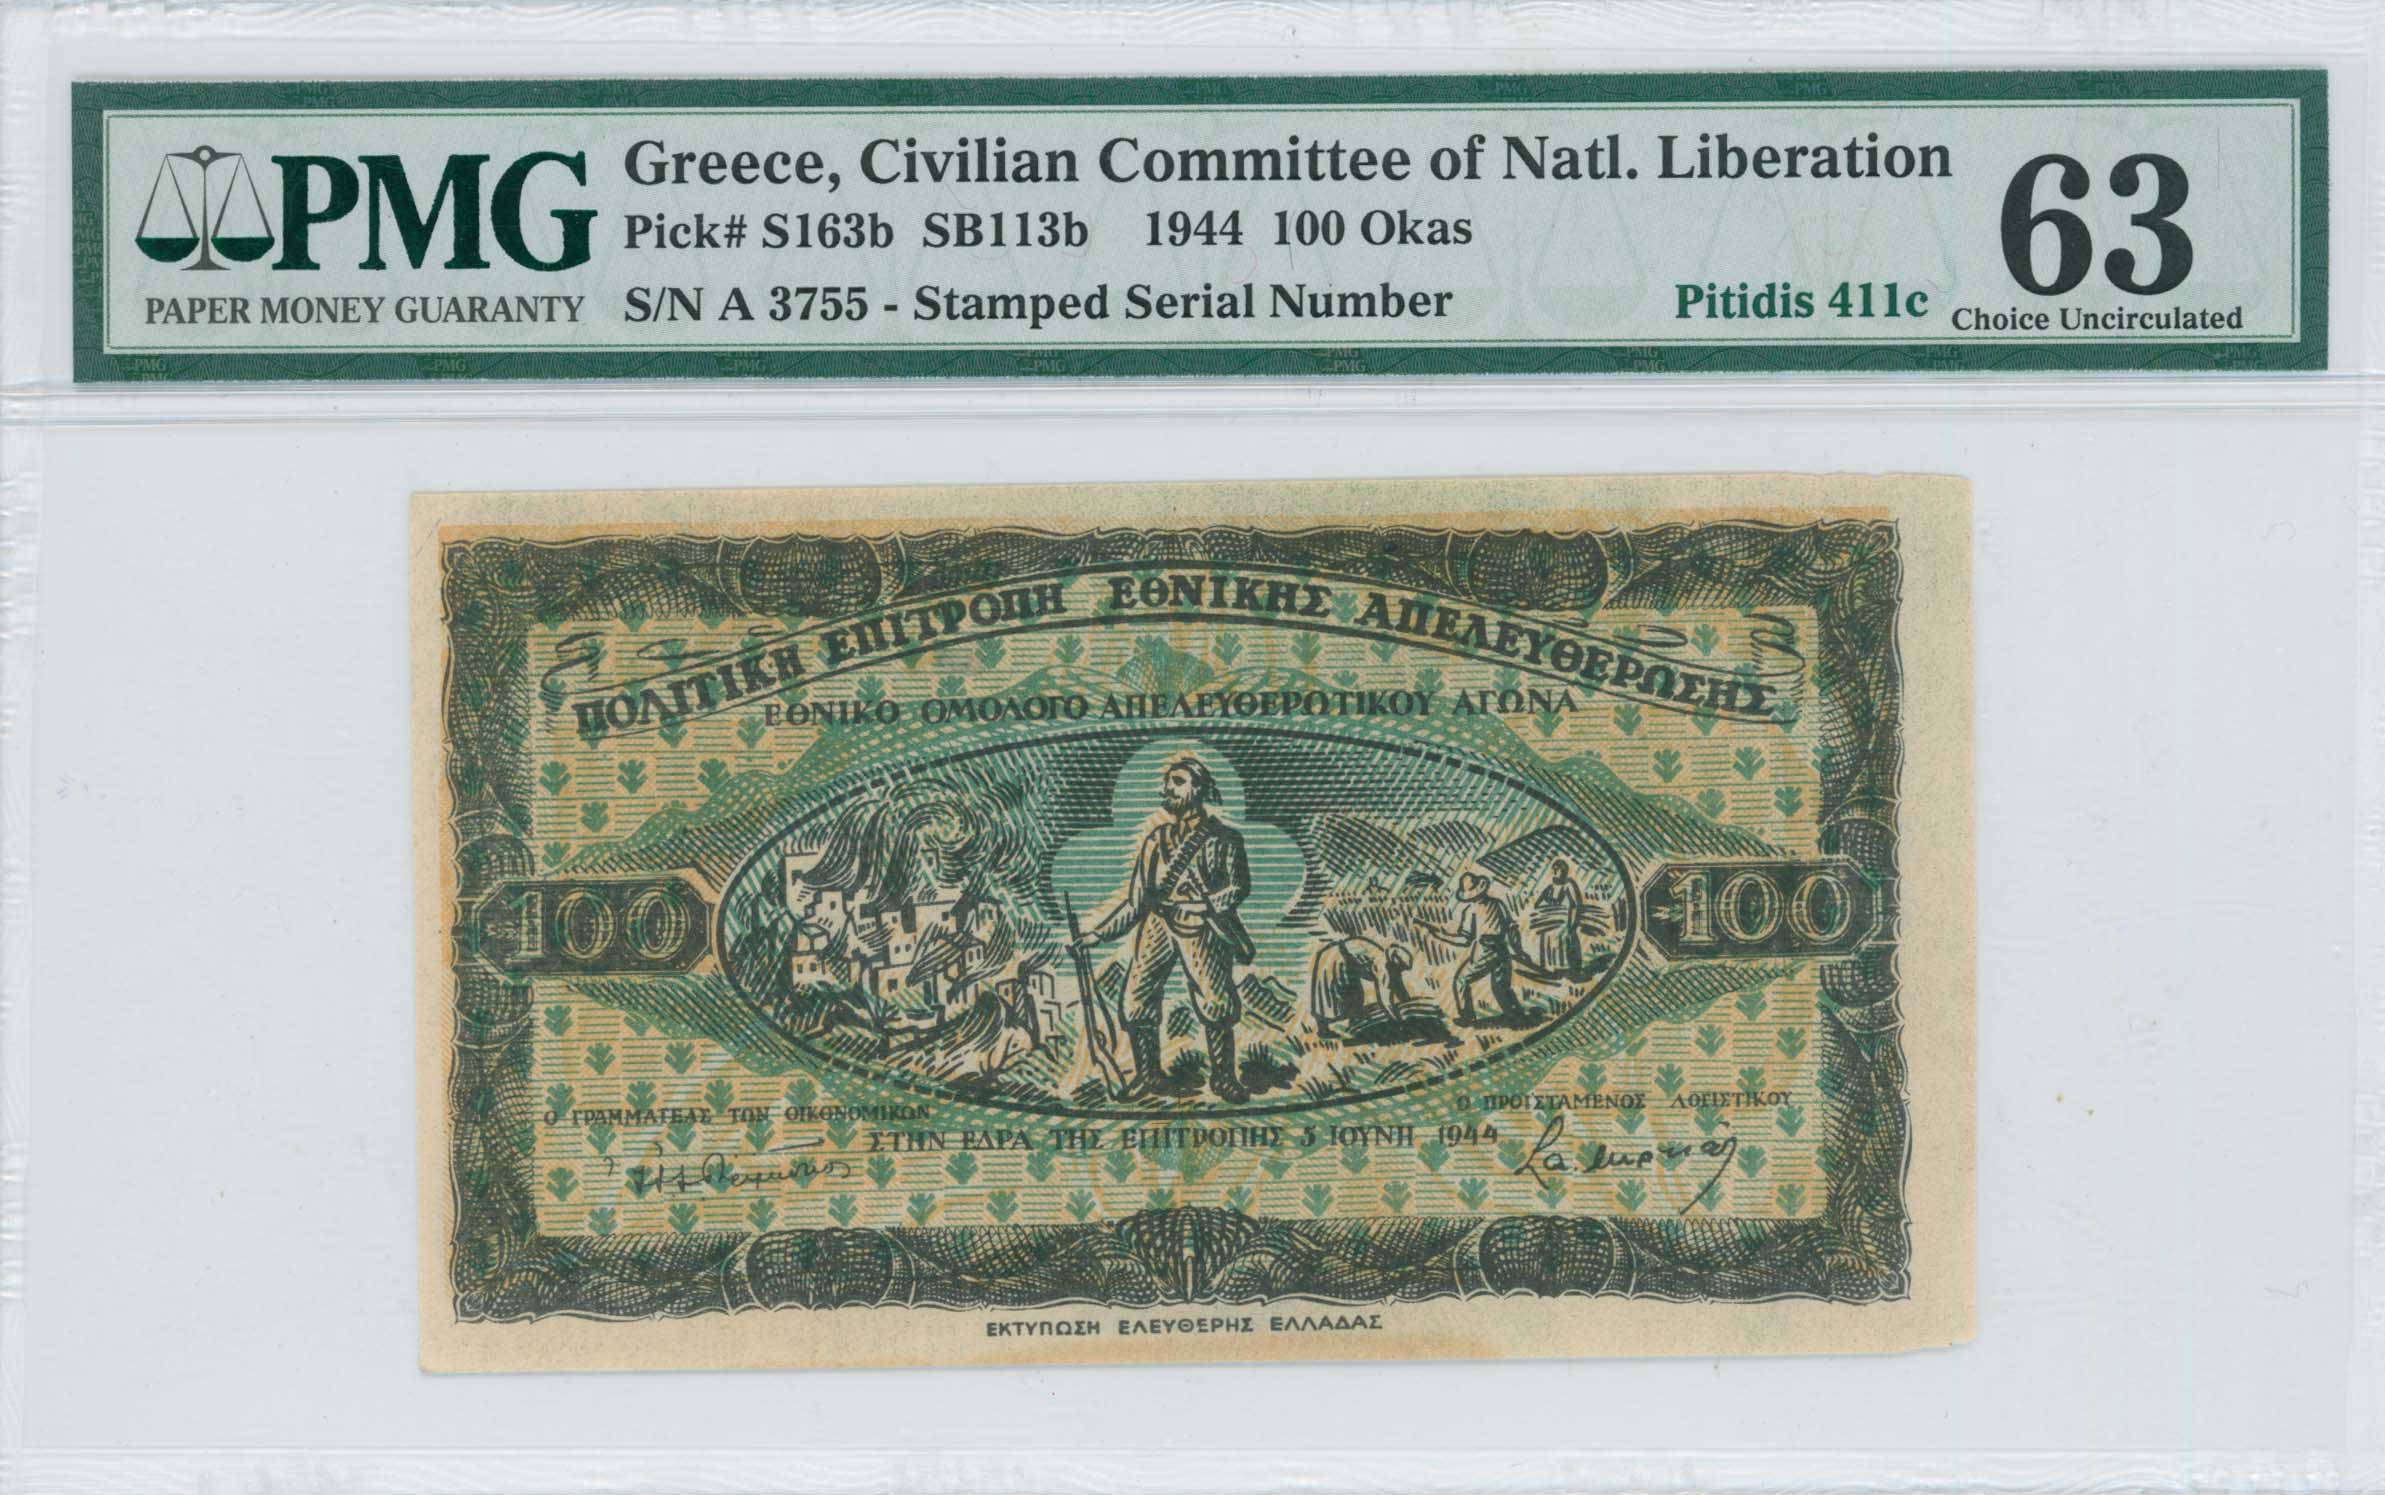 PMG
PAPER MONEY GUARANTY
Greece, Civilian Committee of Natl. Liberation
Pick# S163b SB113b 1944 100 Okas
S/N A 3755 - Stamped Serial Number
Pitidis 411c
63
Choice Uncirculated
ΠΟΛΙΤΙΚΗ ΕΠΙΤΡΟΠΗ ΕΘΝΙΚΗΣ ΑΠΕΛΕΥΘΕΡΩΣΗΣ
ΕΘΝΙΚΟ ΟΜΟΛΟΓΟ ΑΠΕΛΕΥΘΕΡΟΤΙΚΟΥ ΑΓΩΝΑ
100
100
Ο ΓΡΑΜΜΑΤΕΑΣ ΤΩΝ ΟΙΚΟΝΟΜΙΚΩΝ
Ο ΠΡΟΪΣΤΑΜΕΝΟΣ ΛΟΓΙΣΤΙΚΟΥ
ΣΤΗΝ ΕΔΡΑ ΤΗΣ ΕΠΙΤΡΟΠΗΣ 5 ΙΟΥΝΗ 1944
ΕΚΤΥΠΩΣΗ ΕΛΕΥΘΕΡΗΣ ΕΛΛΑΔΑΣ